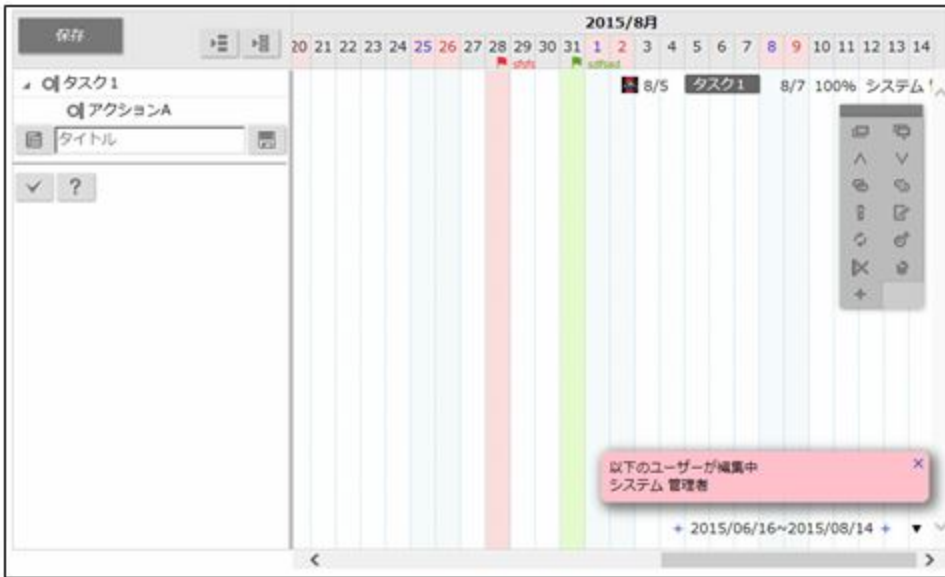 保存
2015/8月
20 21 22 23 24 25 26 27 28 29 30 31 1 2 3 4 5 6 7 8 9 10 11 12 13 14
sfsfs sdfsad
タスク1
8/5 タスク1 8/7 100% システム
アクションA
タイトル
?
以下のユーザーが編集中
システム 管理者
2015/06/16~2015/08/14